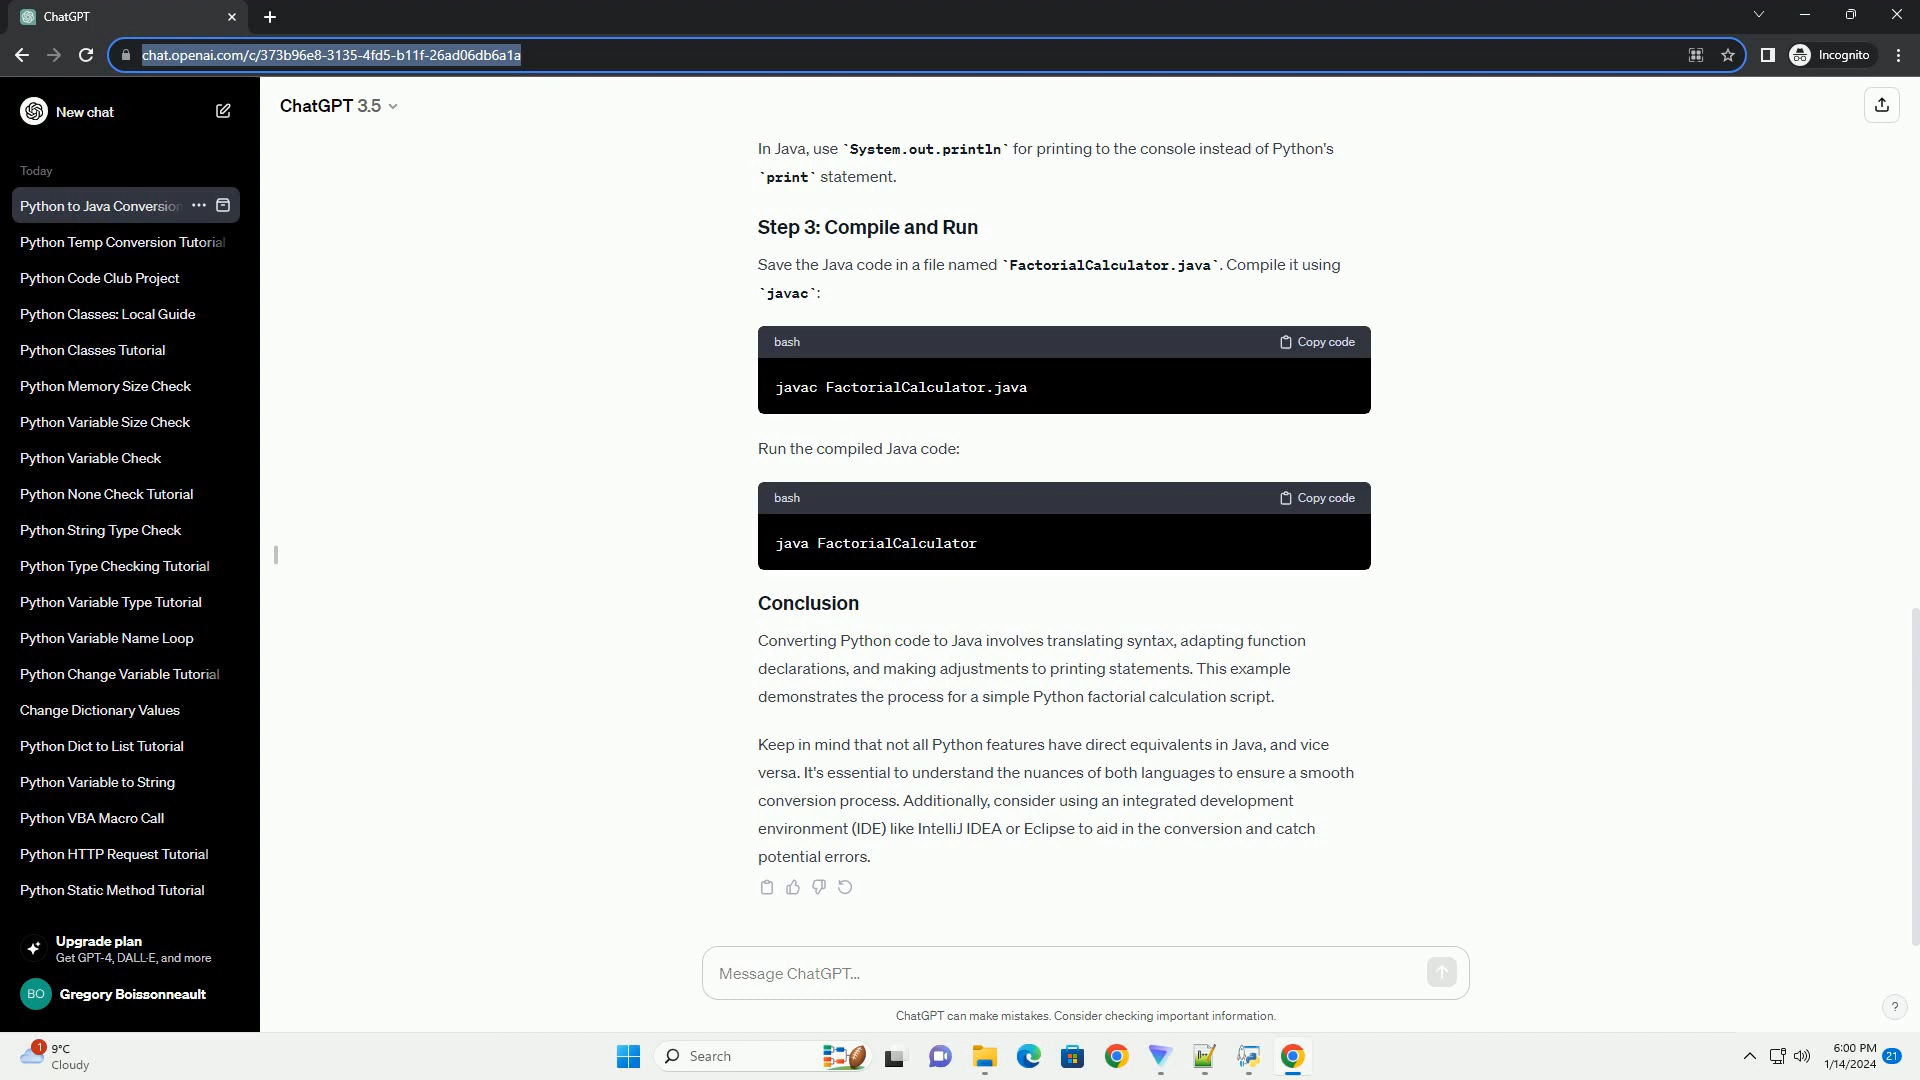 ChatGPT
chat.openai.com/c/373b96e8-3135-4fd5-b11f-26ad06db6a1a
Incognito
New chat
Today
Python to Java Conversion
Python Temp Conversion Tutorial
Python Code Club Project
Python Classes: Local Guide
Python Classes Tutorial
Python Memory Size Check
Python Variable Size Check
Python Variable Check
Python None Check Tutorial
Python String Type Check
Python Type Checking Tutorial
Python Variable Type Tutorial
Python Variable Name Loop
Python Change Variable Tutorial
Change Dictionary Values
Python Dict to List Tutorial
Python Variable to String
Python VBA Macro Call
Python HTTP Request Tutorial
Python Static Method Tutorial
Upgrade plan
Get GPT-4, DALL·E, and more
BO
Gregory Boissonneault
ChatGPT 3.5
In Java, use `System.out.println` for printing to the console instead of Python's
`print` statement.
Step 3: Compile and Run
Save the Java code in a file named `FactorialCalculator.java`. Compile it using
`javac`:
bash
Copy code
javac FactorialCalculator.java
Run the compiled Java code:
bash
Copy code
java FactorialCalculator
Conclusion
Converting Python code to Java involves translating syntax, adapting function
declarations, and making adjustments to printing statements. This example
demonstrates the process for a simple Python factorial calculation script.
Keep in mind that not all Python features have direct equivalents in Java, and vice
versa. It's essential to understand the nuances of both languages to ensure a smooth
conversion process. Additionally, consider using an integrated development
environment (IDE) like IntelliJ IDEA or Eclipse to aid in the conversion and catch
potential errors.
Message ChatGPT...
ChatGPT can make mistakes. Consider checking important information.
?
1
9°C
Cloudy
Search
6:00 PM
1/14/2024
21